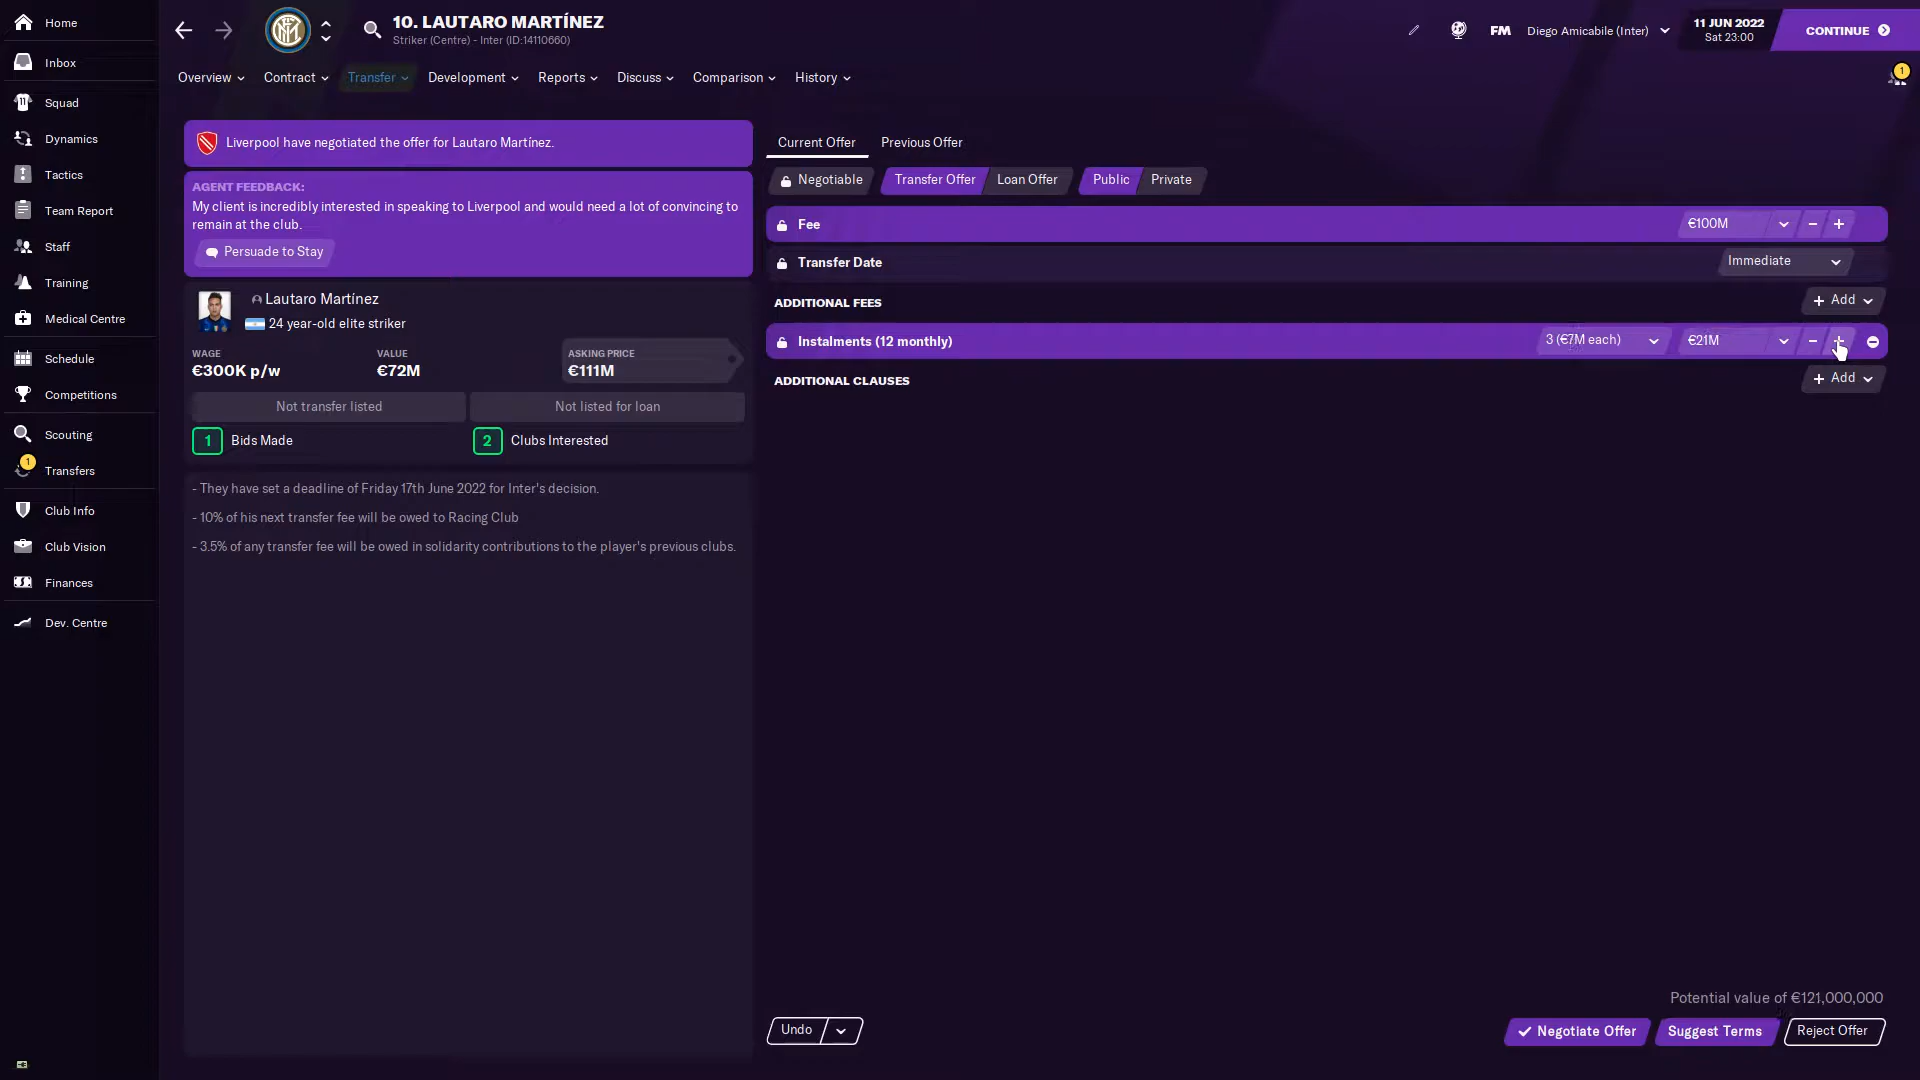 Home
Inbox
Squad
Dynamics
Tactics
Team Report
Staff
Training
Medical Centre
Schedule
Competitions
Scouting
1
Transfers
Club Info
Club Vision
Finances
Dev. Centre
10. LAUTARO MARTÍNEZ
Striker (Centre) - Inter (ID:14110660)
FM
Diego Amicabile (Inter)
11 JUN 2022
Sat 23:00
CONTINUE
Overview
Contract
Transfer
Development
Reports
Discuss
Comparison
History
1
Liverpool have negotiated the offer for Lautaro Martínez.
AGENT FEEDBACK:
My client is incredibly interested in speaking to Liverpool and would need a lot of convincing to
remain at the club.
Persuade to Stay
Lautaro Martínez
24 year-old elite striker
WAGE
€300K p/w
VALUE
€72M
ASKING PRICE
€111M
Not transfer listed
Not listed for loan
1 Bids Made
2 Clubs Interested
- They have set a deadline of Friday 17th June 2022 for Inter's decision.
- 10% of his next transfer fee will be owed to Racing Club
- 3.5% of any transfer fee will be owed in solidarity contributions to the player's previous clubs.
Current Offer
Previous Offer
Negotiable
Transfer Offer
Loan Offer
Public
Private
Fee
€100M
Transfer Date
Immediate
ADDITIONAL FEES
+ Add
Instalments (12 monthly)
3 (€7M each)
€21M
ADDITIONAL CLAUSES
+ Add
Potential value of €121,000,000
Undo
Negotiate Offer
Suggest Terms
Reject Offer